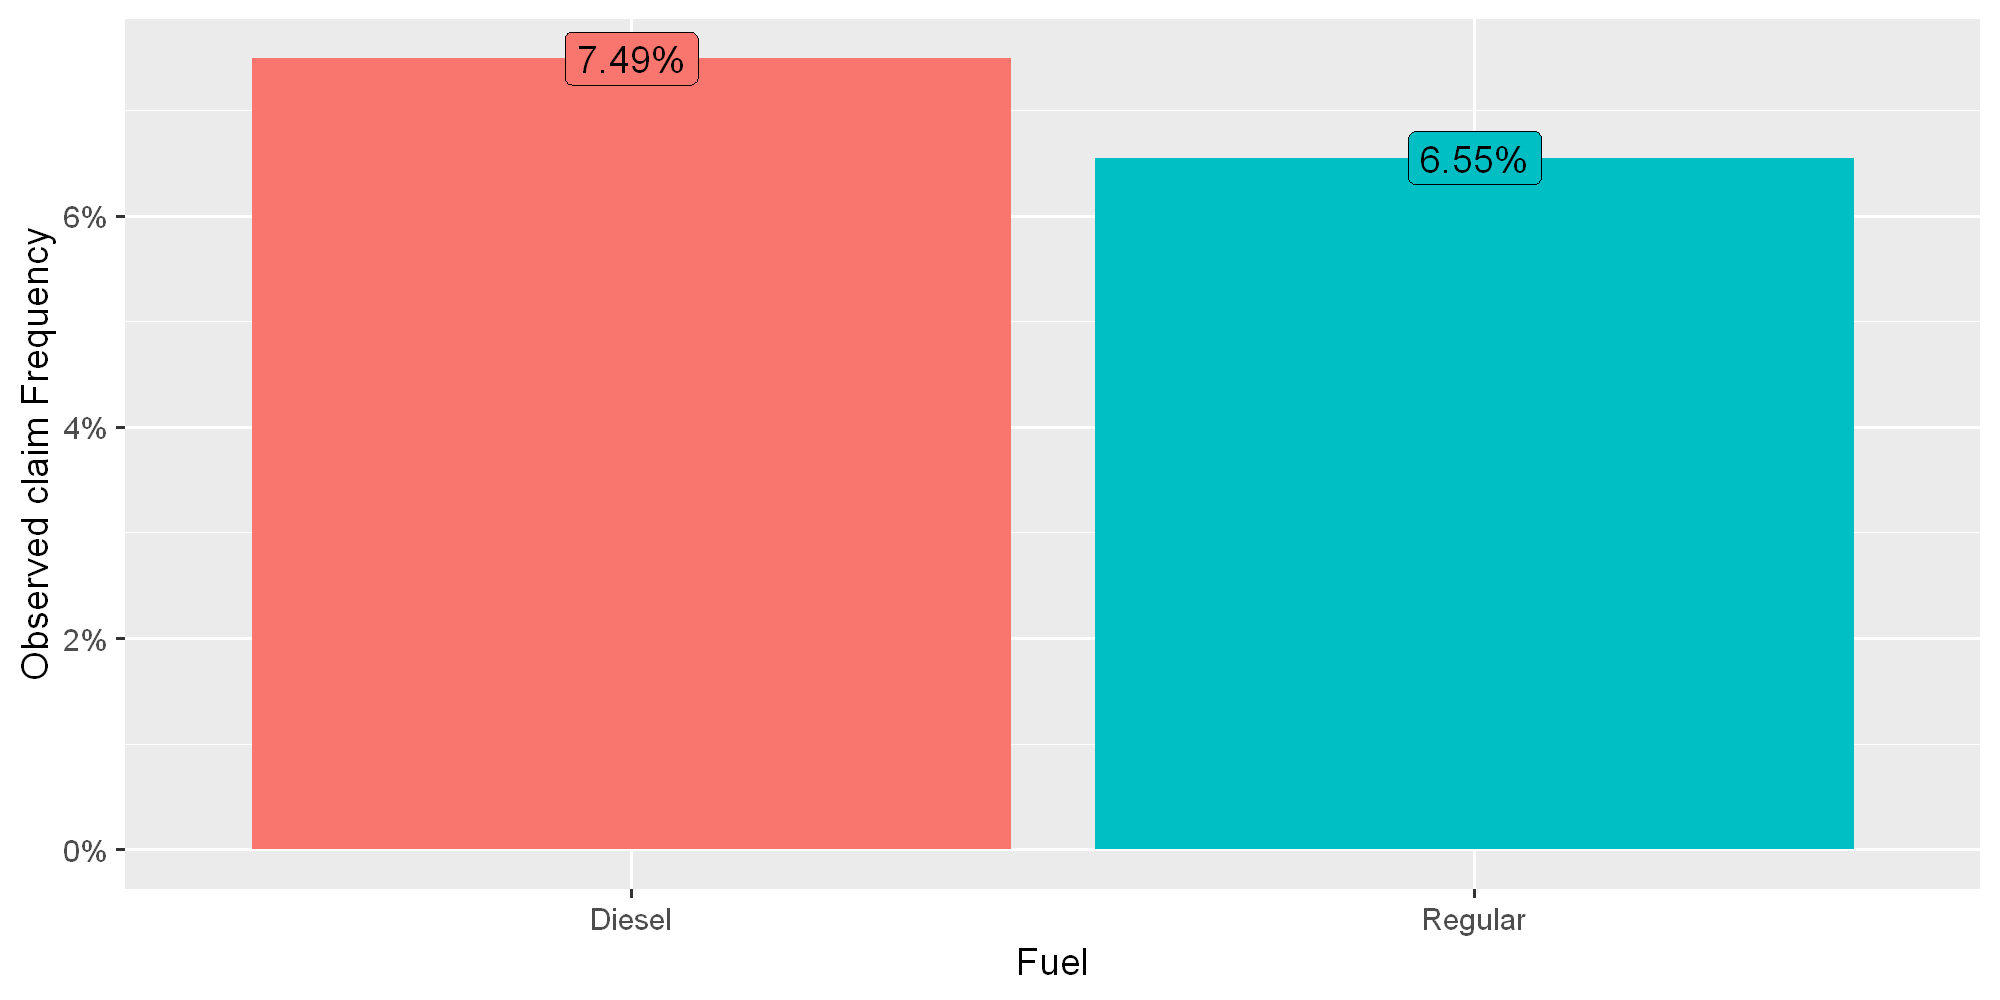 7.49%
6.55%
6%
4%
2%
0%
Observed claim Frequency
Diesel
Regular
Fuel